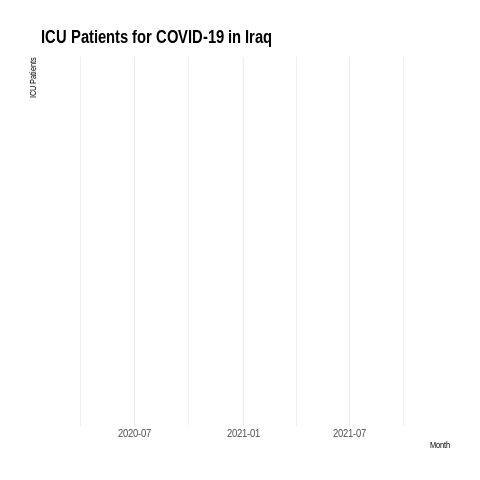 ICU Patients for COVID-19 in Iraq
ICU Patients
2020-07 2021-01 2021-07
Month